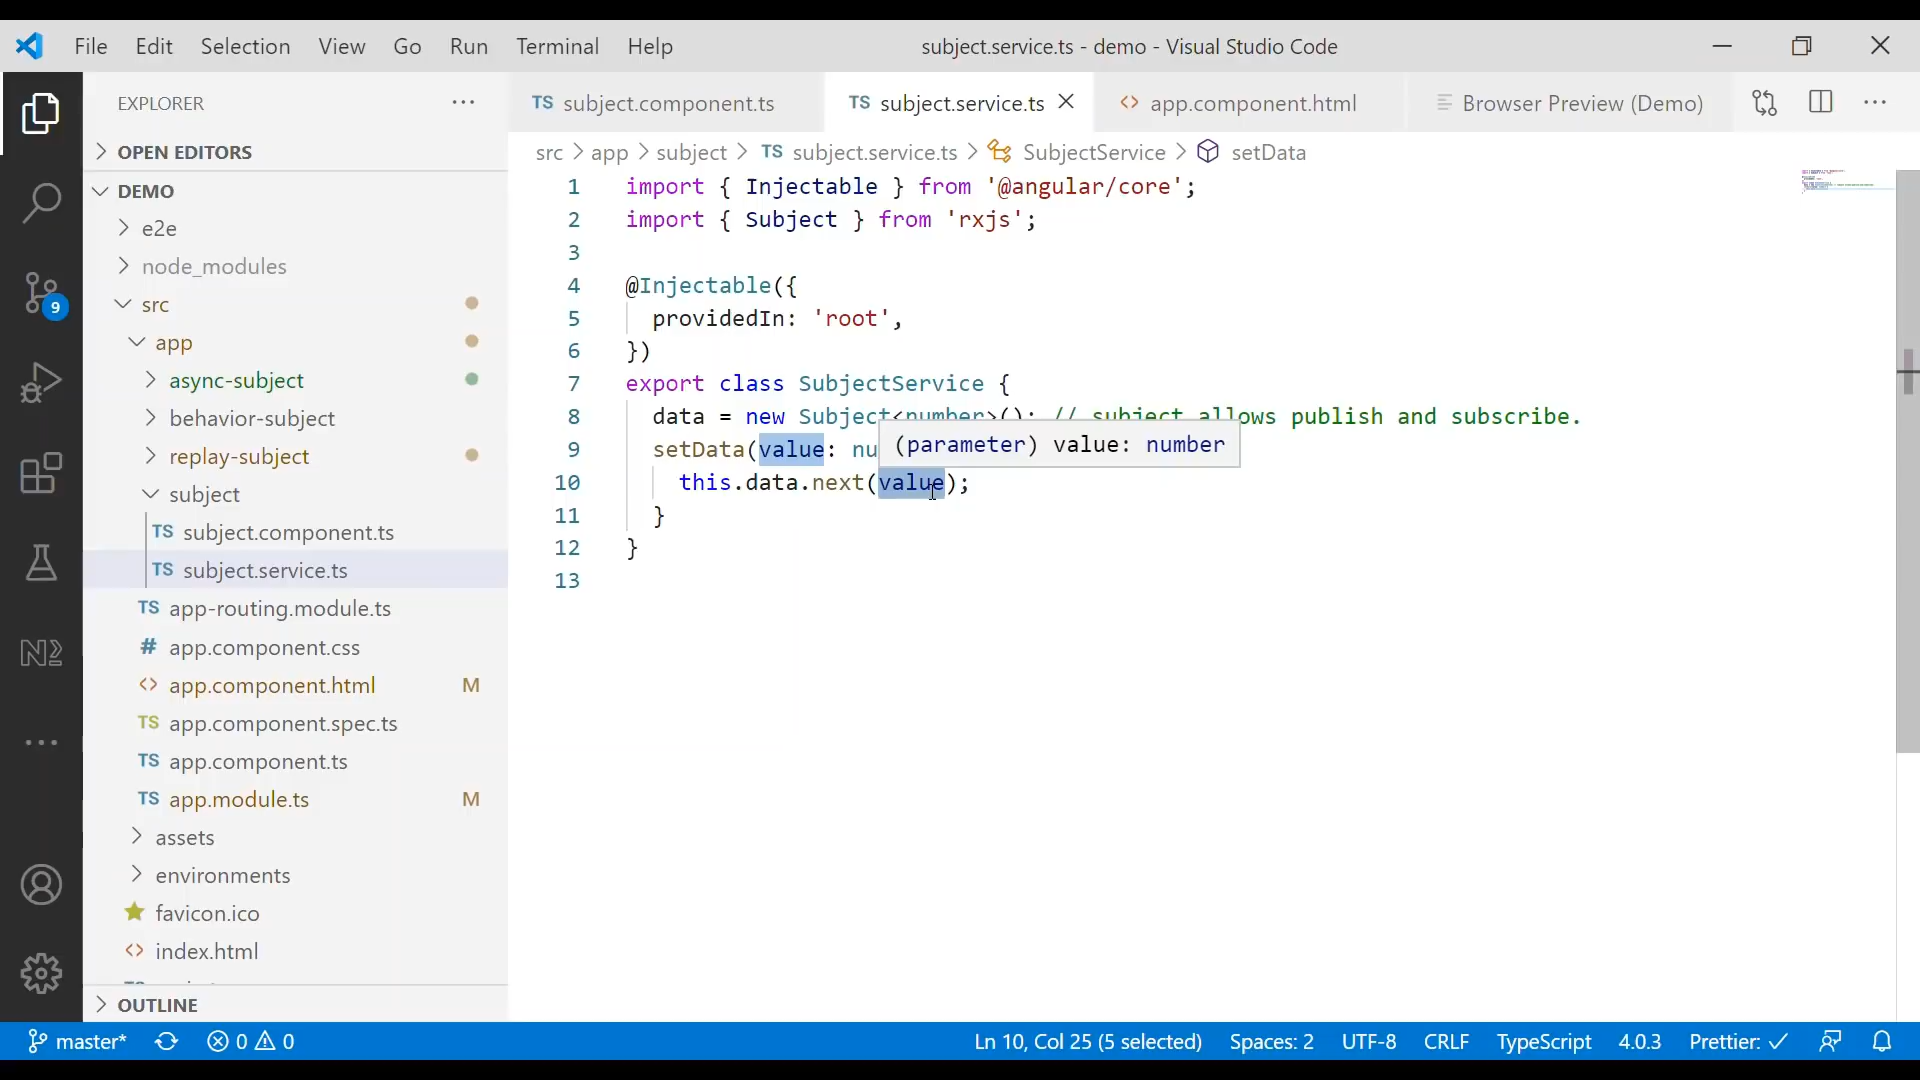 File Edit Selection View Go Run Terminal Help
subject.service.ts - demo - Visual Studio Code
EXPLORER
OPEN EDITORS
DEMO
e2e
node_modules
src
app
async-subject
behavior-subject
replay-subject
subject
TS subject.component.ts
TS subject.service.ts
TS app-routing.module.ts
# app.component.css
<> app.component.html M
TS app.component.spec.ts
TS app.component.ts
TS app.module.ts M
assets
environments
favicon.ico
<> index.html
OUTLINE
9
N
TS subject.component.ts
TS subject.service.ts
<> app.component.html
Browser Preview (Demo)
src > app > subject > TS subject.service.ts > SubjectService > setData
1 import { Injectable } from '@angular/core';
2 import { Subject } from 'rxjs';
3
4 @Injectable({
5 providedIn: 'root',
6 })
7 export class SubjectService {
8 data = new Subject<number>(); // subject allows publish and subscribe.
9 setData(value: nu
(parameter) value: number
10 this.data.next(value);
11 }
12 }
13
master* 0 0 Ln 10, Col 25 (5 selected) Spaces: 2 UTF-8 CRLF TypeScript 4.0.3 Prettier: ✓